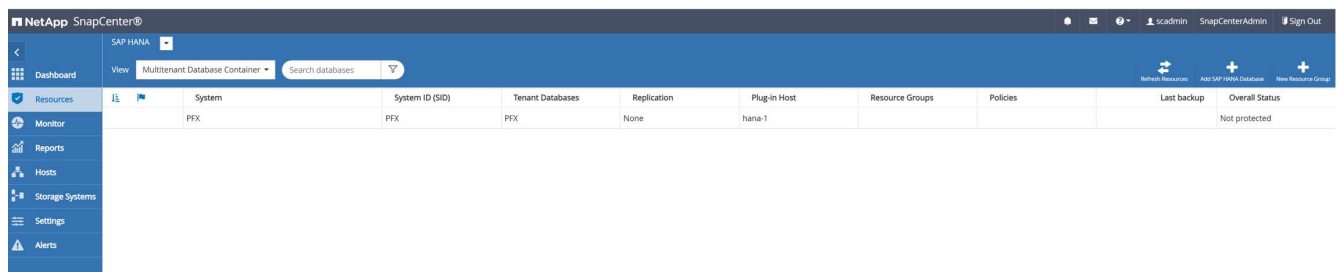 NetApp SnapCenter®
scadmin SnapCenterAdmin Sign Out
SAP HANA
View Multitenant Database Container Search databases
Refresh Resources Add SAP HANA Database New Resource Group
Dashboard
Resources
Monitor
Reports
Hosts
Storage Systems
Settings
Alerts
System System ID (SID) Tenant Databases Replication Plug-in Host Resource Groups Policies Last backup Overall Status
PFX PFX PFX None hana-1 Not protected